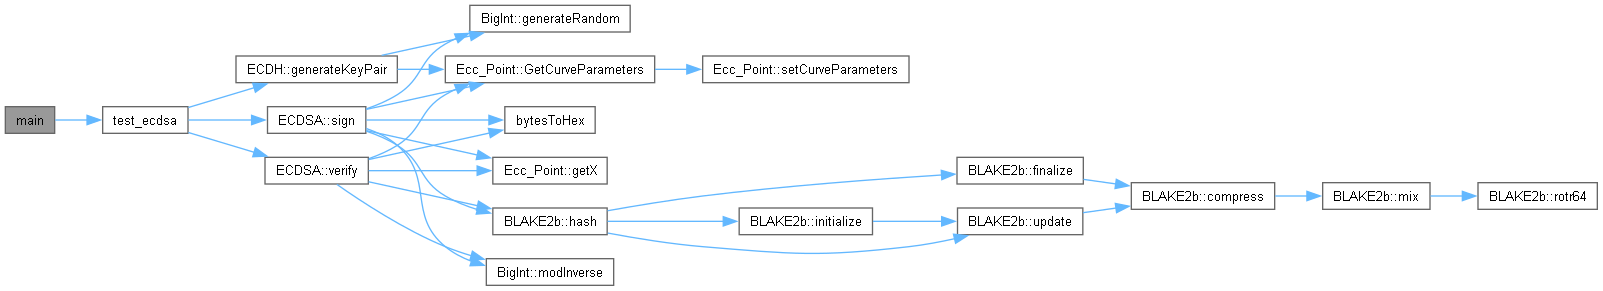 main
test_ecdsa
ECDH::generateKeyPair
ECDSA::sign
ECDSA::verify
BigInt::generateRandom
Ecc_Point::GetCurveParameters
bytesToHex
Ecc_Point::getX
BLAKE2b::hash
BigInt::modInverse
Ecc_Point::setCurveParameters
BLAKE2b::initialize
BLAKE2b::finalize
BLAKE2b::update
BLAKE2b::compress
BLAKE2b::mix
BLAKE2b::rotr64